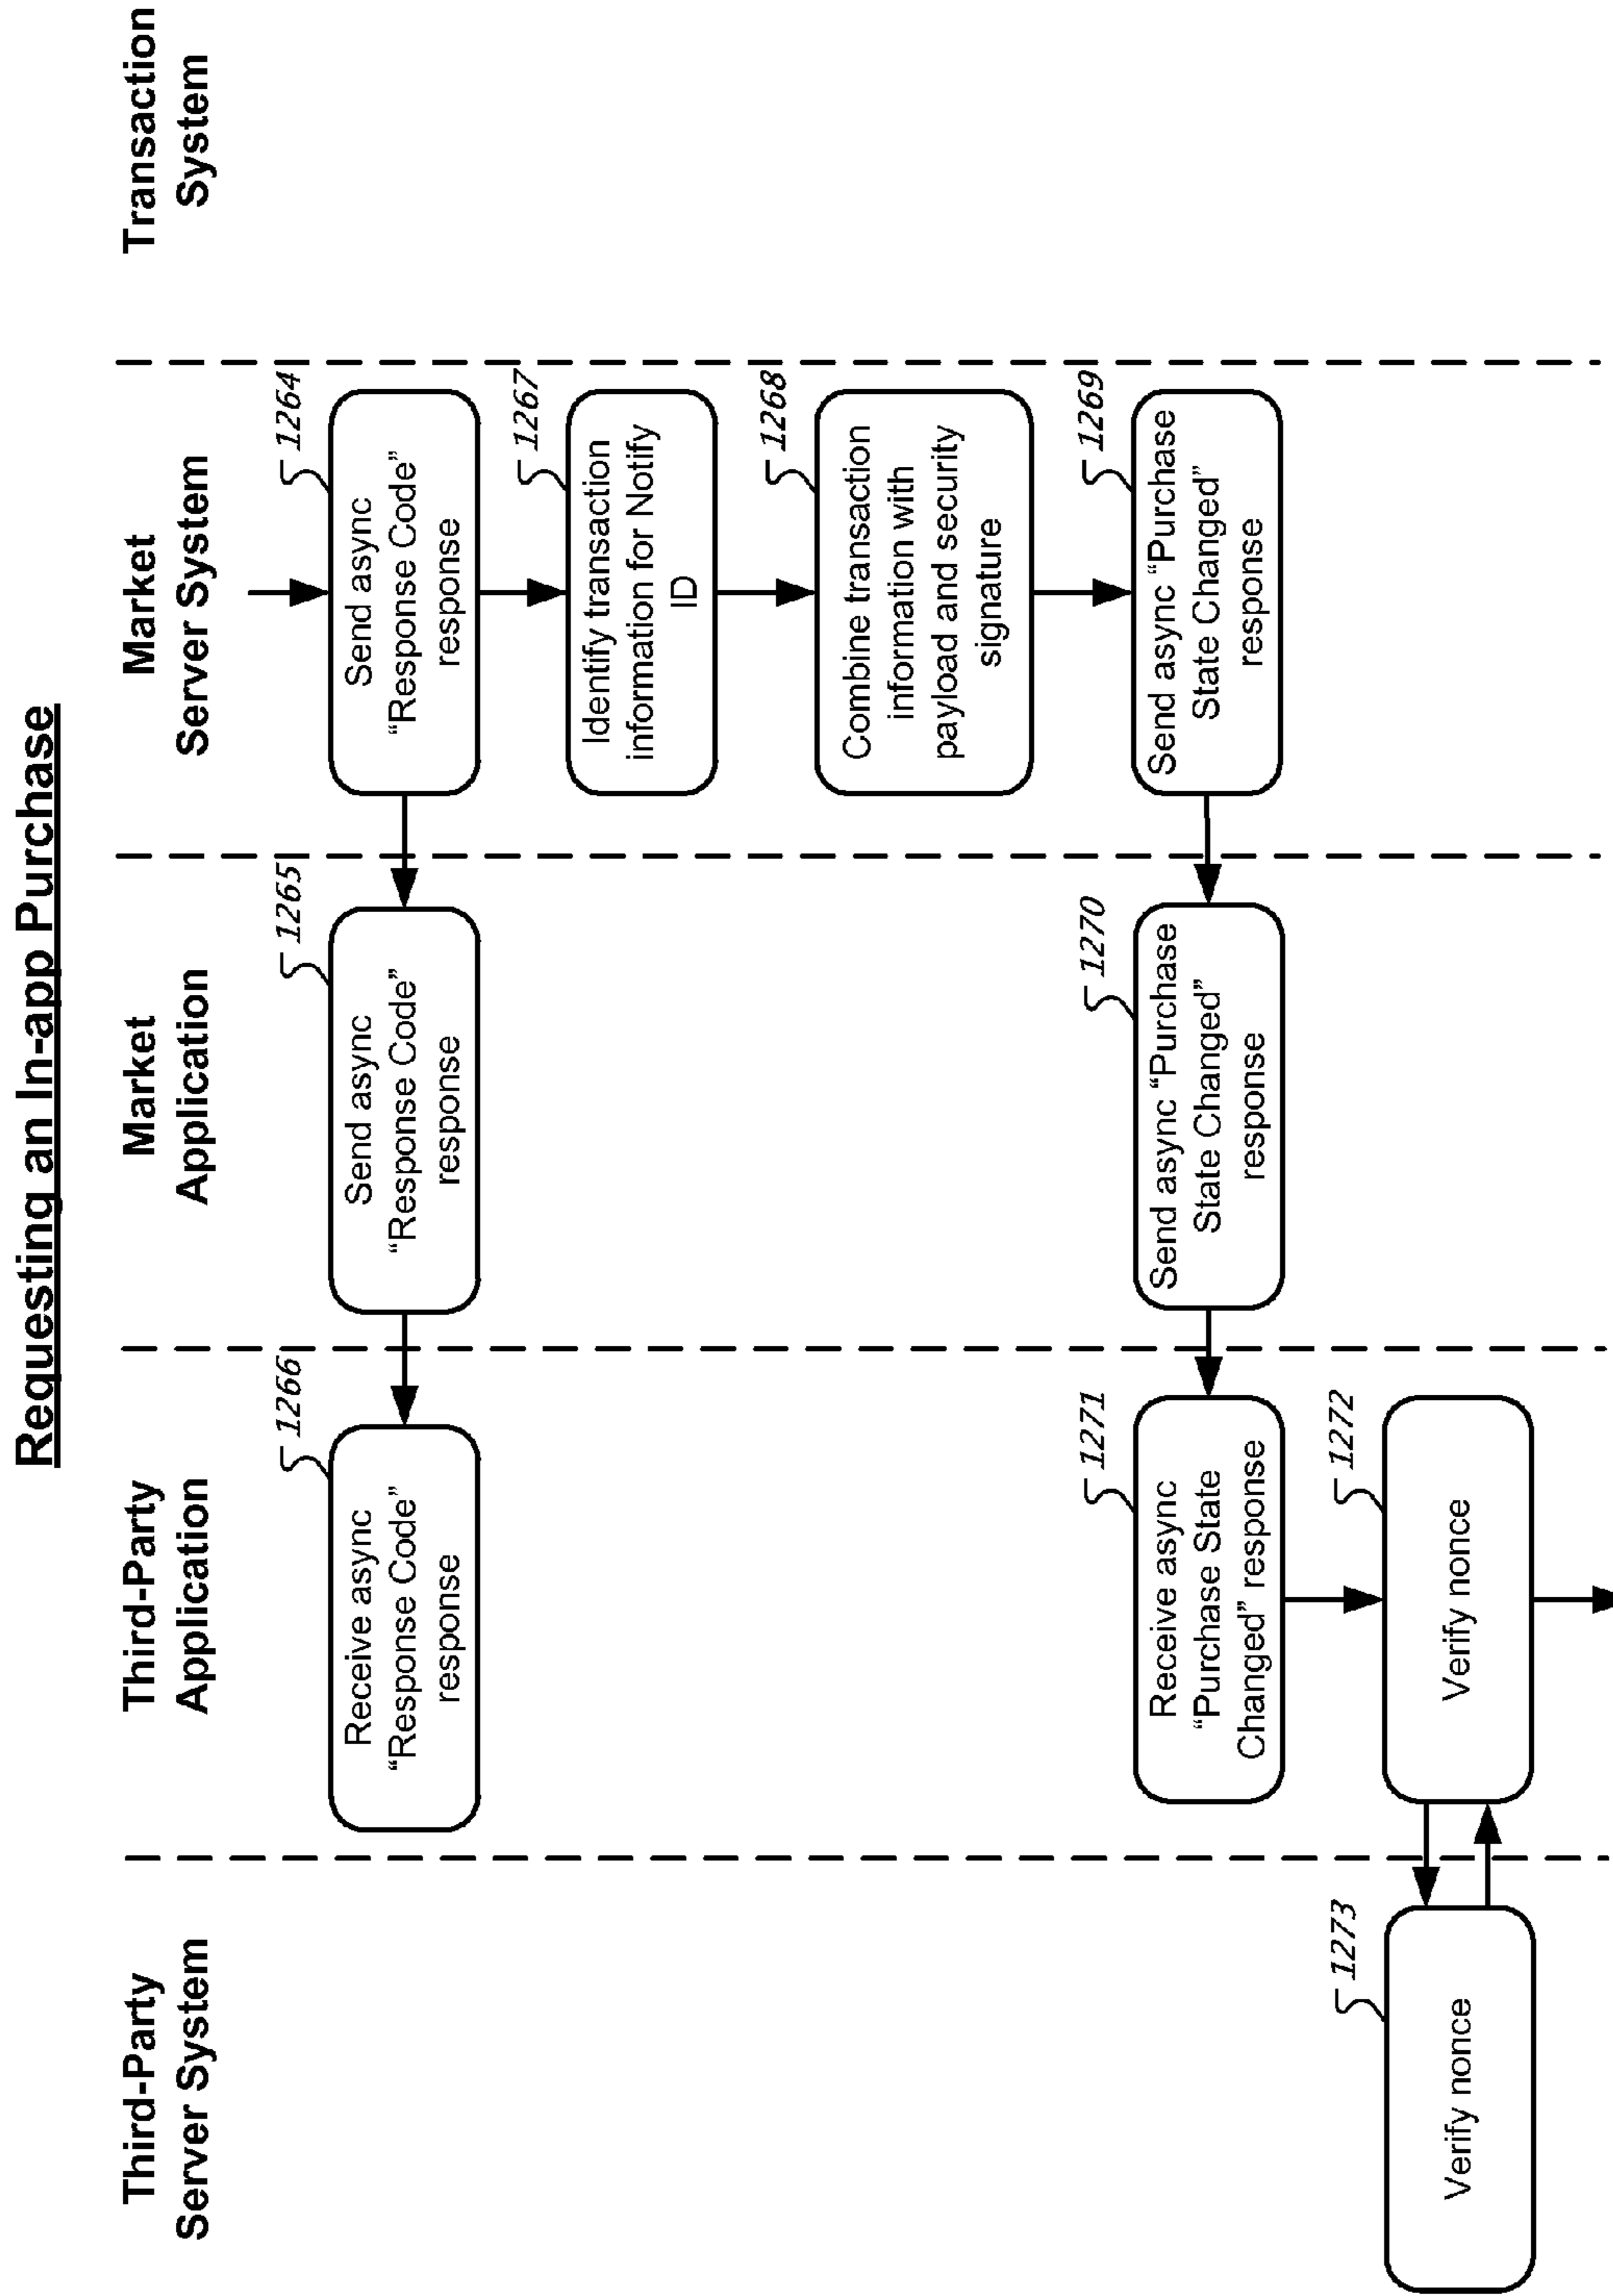 Requesting an In-app Purchase
Third-Party
Server System
Third-Party
Application
Market
Application
Market
Server System
Transaction
System
1266
Receive async
“Response Code”
response
1265
Send async
“Response Code”
response
1264
Send async
“Response Code”
response
1267
Identify transaction
information for Notify
ID
1268
Combine transaction
information with
payload and security
signature
1271
Receive async
“Purchase State
Changed” response
1270
Send async “Purchase
State Changed”
response
1269
Send async “Purchase
State Changed”
response
1273
Verify nonce
1272
Verify nonce